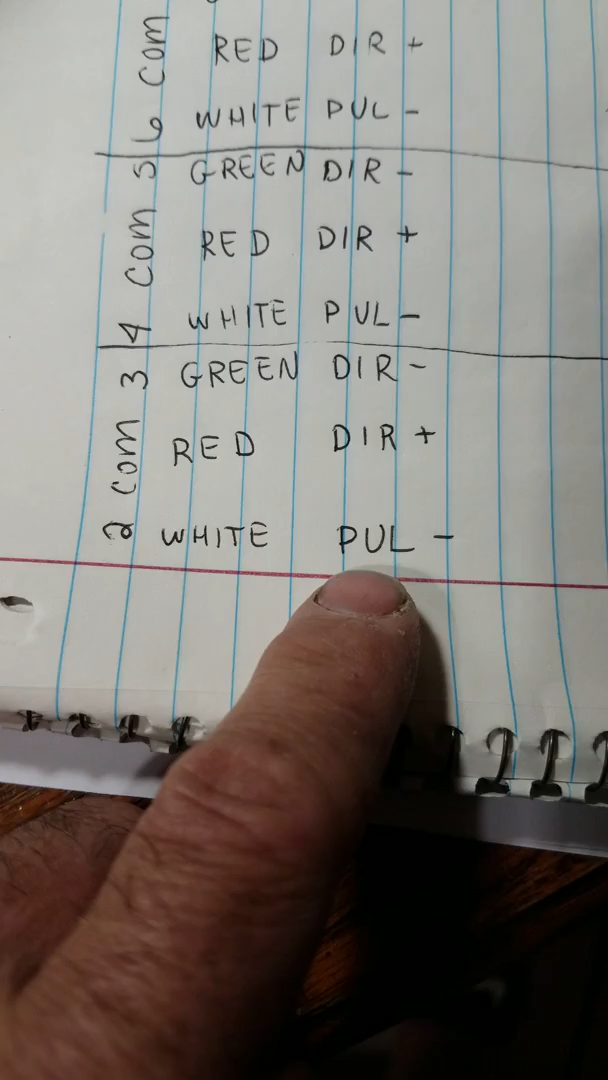 RED DIR +
WHITE PUL -
6 COM
GREEN DIR -
RED DIR +
WHITE PUL -
4 COM 5
GREEN DIR -
RED DIR +
WHITE PUL -
2 COM 3